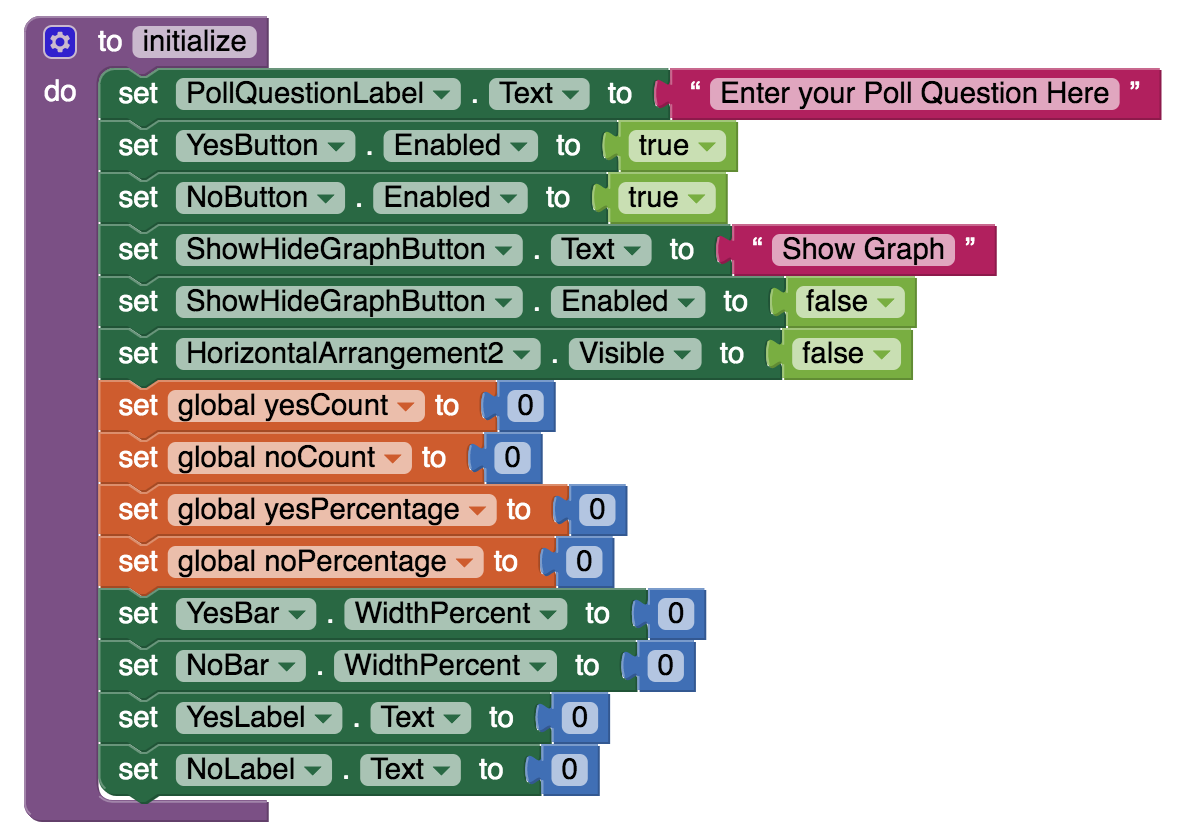 to initialize
do set PollQuestionLabel . Text to “ Enter your Poll Question Here ”
set YesButton . Enabled to true
set NoButton . Enabled to true
set ShowHideGraphButton . Text to “ Show Graph ”
set ShowHideGraphButton . Enabled to false
set HorizontalArrangement2 . Visible to false
set global yesCount to 0
set global noCount to 0
set global yesPercentage to 0
set global noPercentage to 0
set YesBar . WidthPercent to 0
set NoBar . WidthPercent to 0
set YesLabel . Text to 0
set NoLabel . Text to 0